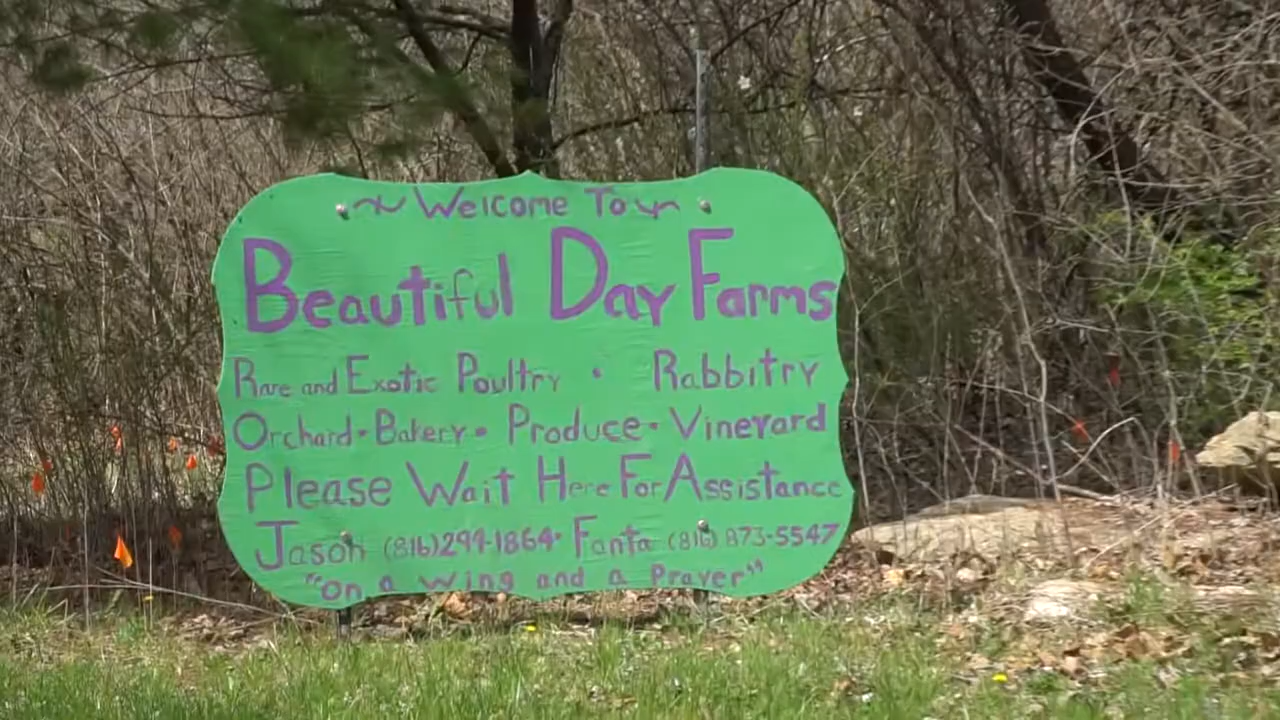 ~ Welcome To ~
Beautiful Day Farms
Rare and Exotic Poultry • Rabbitry
Orchard • Bakery • Produce • Vineyard
Please Wait Here For Assistance
Jason (816)299-1864 • Fanta (816) 873-5547
"On a Wing and a Prayer"